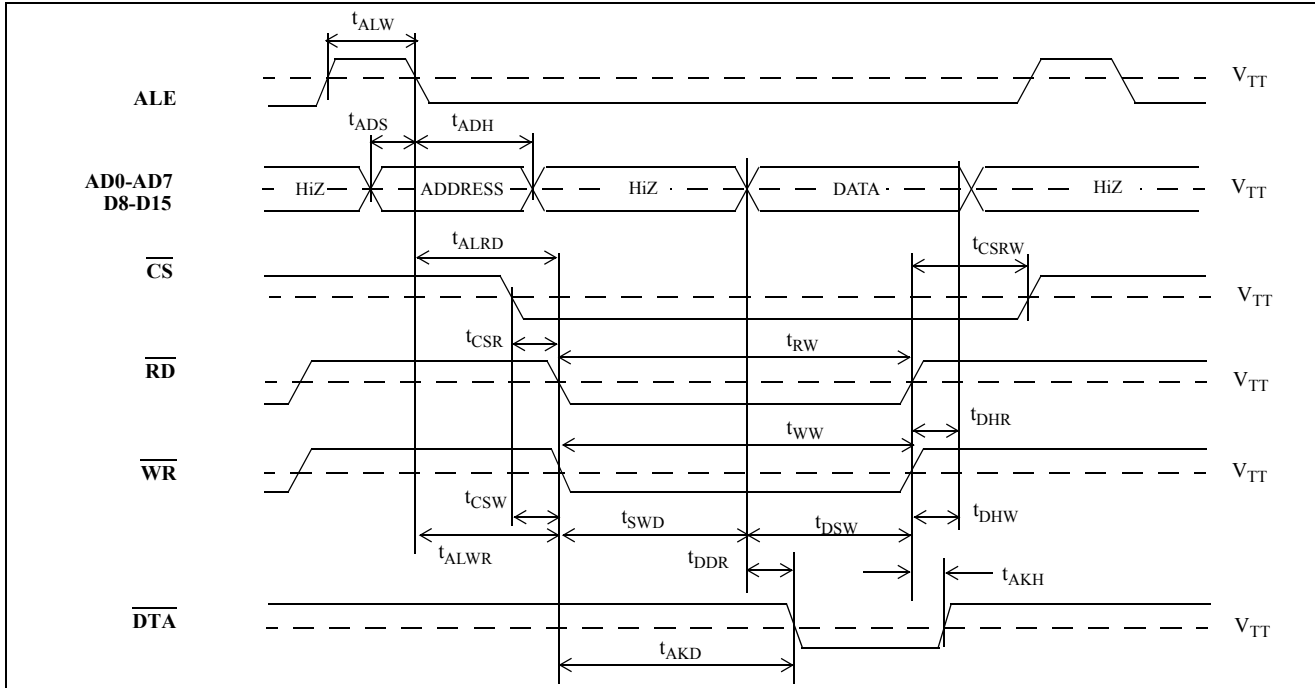 tALW
ALE
VTT
tADS
tADH
AD0-AD7
D8-D15
HiZ
ADDRESS
HiZ
DATA
HiZ
VTT
tALRD
tCSRW
CS
VTT
tCSR
tRW
RD
VTT
tDHR
tWW
WR
VTT
tCSW
tSWD
tDSW
tDHW
tALWR
tDDR
tAKH
DTA
VTT
tAKD